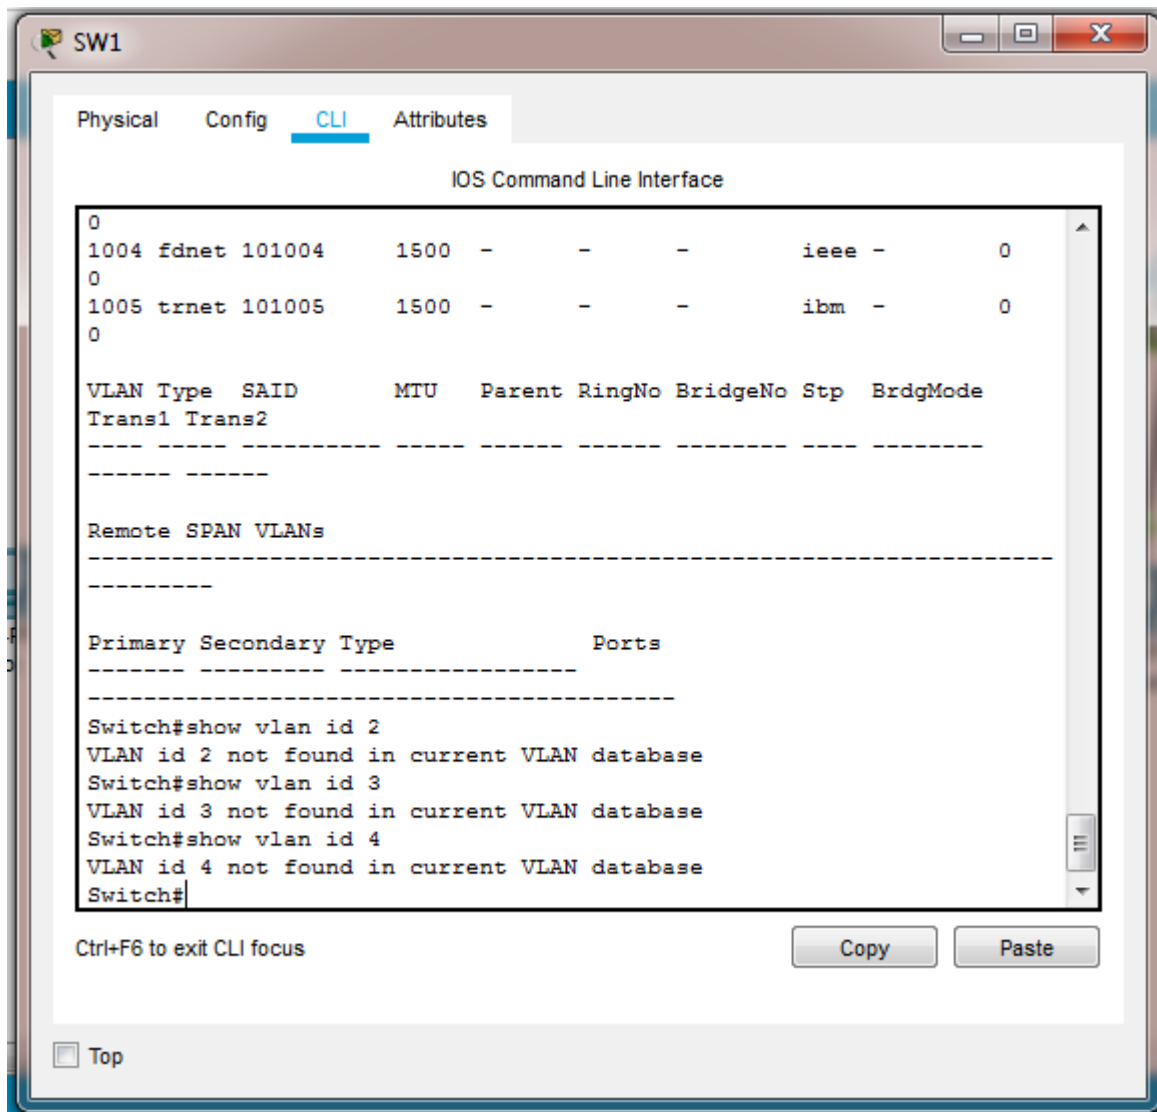 SW1
Physical Config CLI Attributes
IOS Command Line Interface
0
1004 fdnet 101004 1500 - - - ieee - 0
0
1005 trnet 101005 1500 - - - ibm - 0
0
VLAN Type SAID MTU Parent RingNo BridgeNo Stp BrdgMode
Trans1 Trans2
---- ----- ---------- ----- ------ ------ -------- ---- --------
------ ------
Remote SPAN VLANs
----------------------------------------------------------------------
---------
Primary Secondary Type Ports
------- --------- -----------------
------------------------------------------
Switch#show vlan id 2
VLAN id 2 not found in current VLAN database
Switch#show vlan id 3
VLAN id 3 not found in current VLAN database
Switch#show vlan id 4
VLAN id 4 not found in current VLAN database
Switch#
Ctrl+F6 to exit CLI focus
Copy Paste
Top